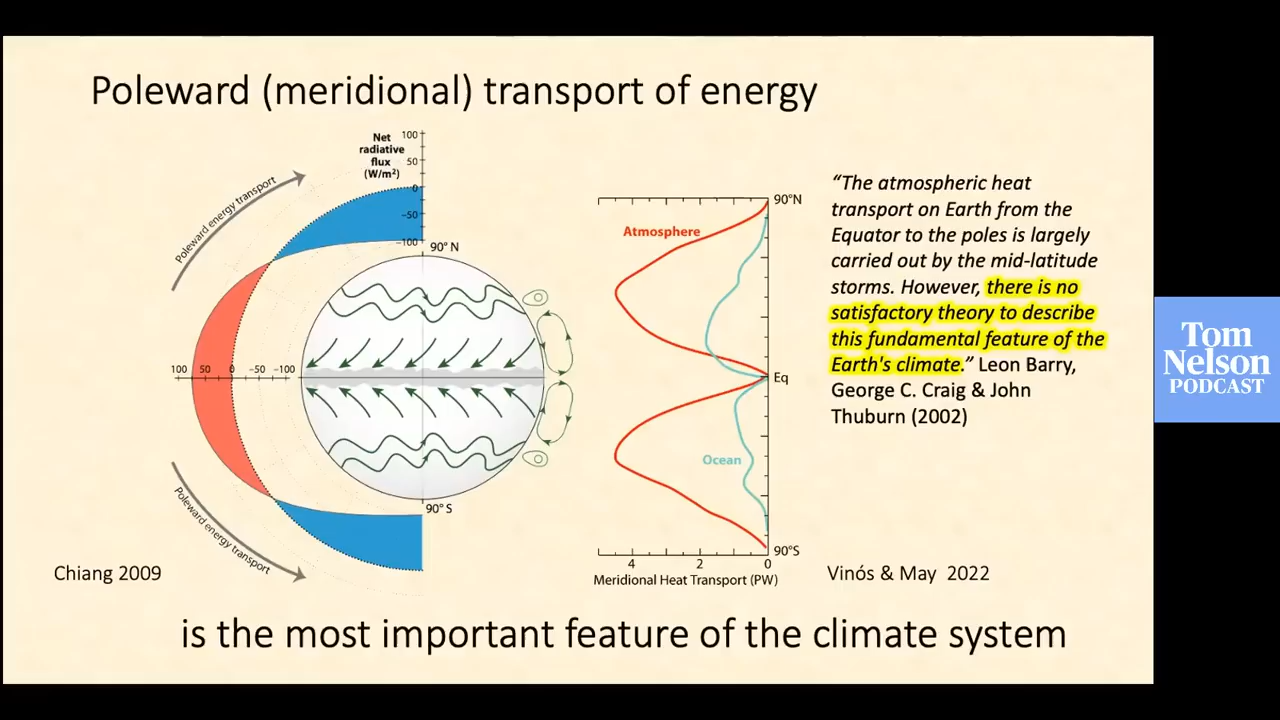 Poleward (meridional) transport of energy
Net
radiative
flux
(W/m²)
100
50
0
−50
−100
Poleward energy transport
90° N
100 50 0 −50 −100
90° S
Poleward energy transport
Chiang 2009
90°N
Atmosphere
Eq
Ocean
90°S
4 2 0
Meridional Heat Transport (PW)
“The atmospheric heat
transport on Earth from the
Equator to the poles is largely
carried out by the mid-latitude
storms. However, there is no
satisfactory theory to describe
this fundamental feature of the
Earth's climate.” Leon Barry,
George C. Craig & John
Thuburn (2002)
Vinós & May 2022
is the most important feature of the climate system
Tom
Nelson
PODCAST